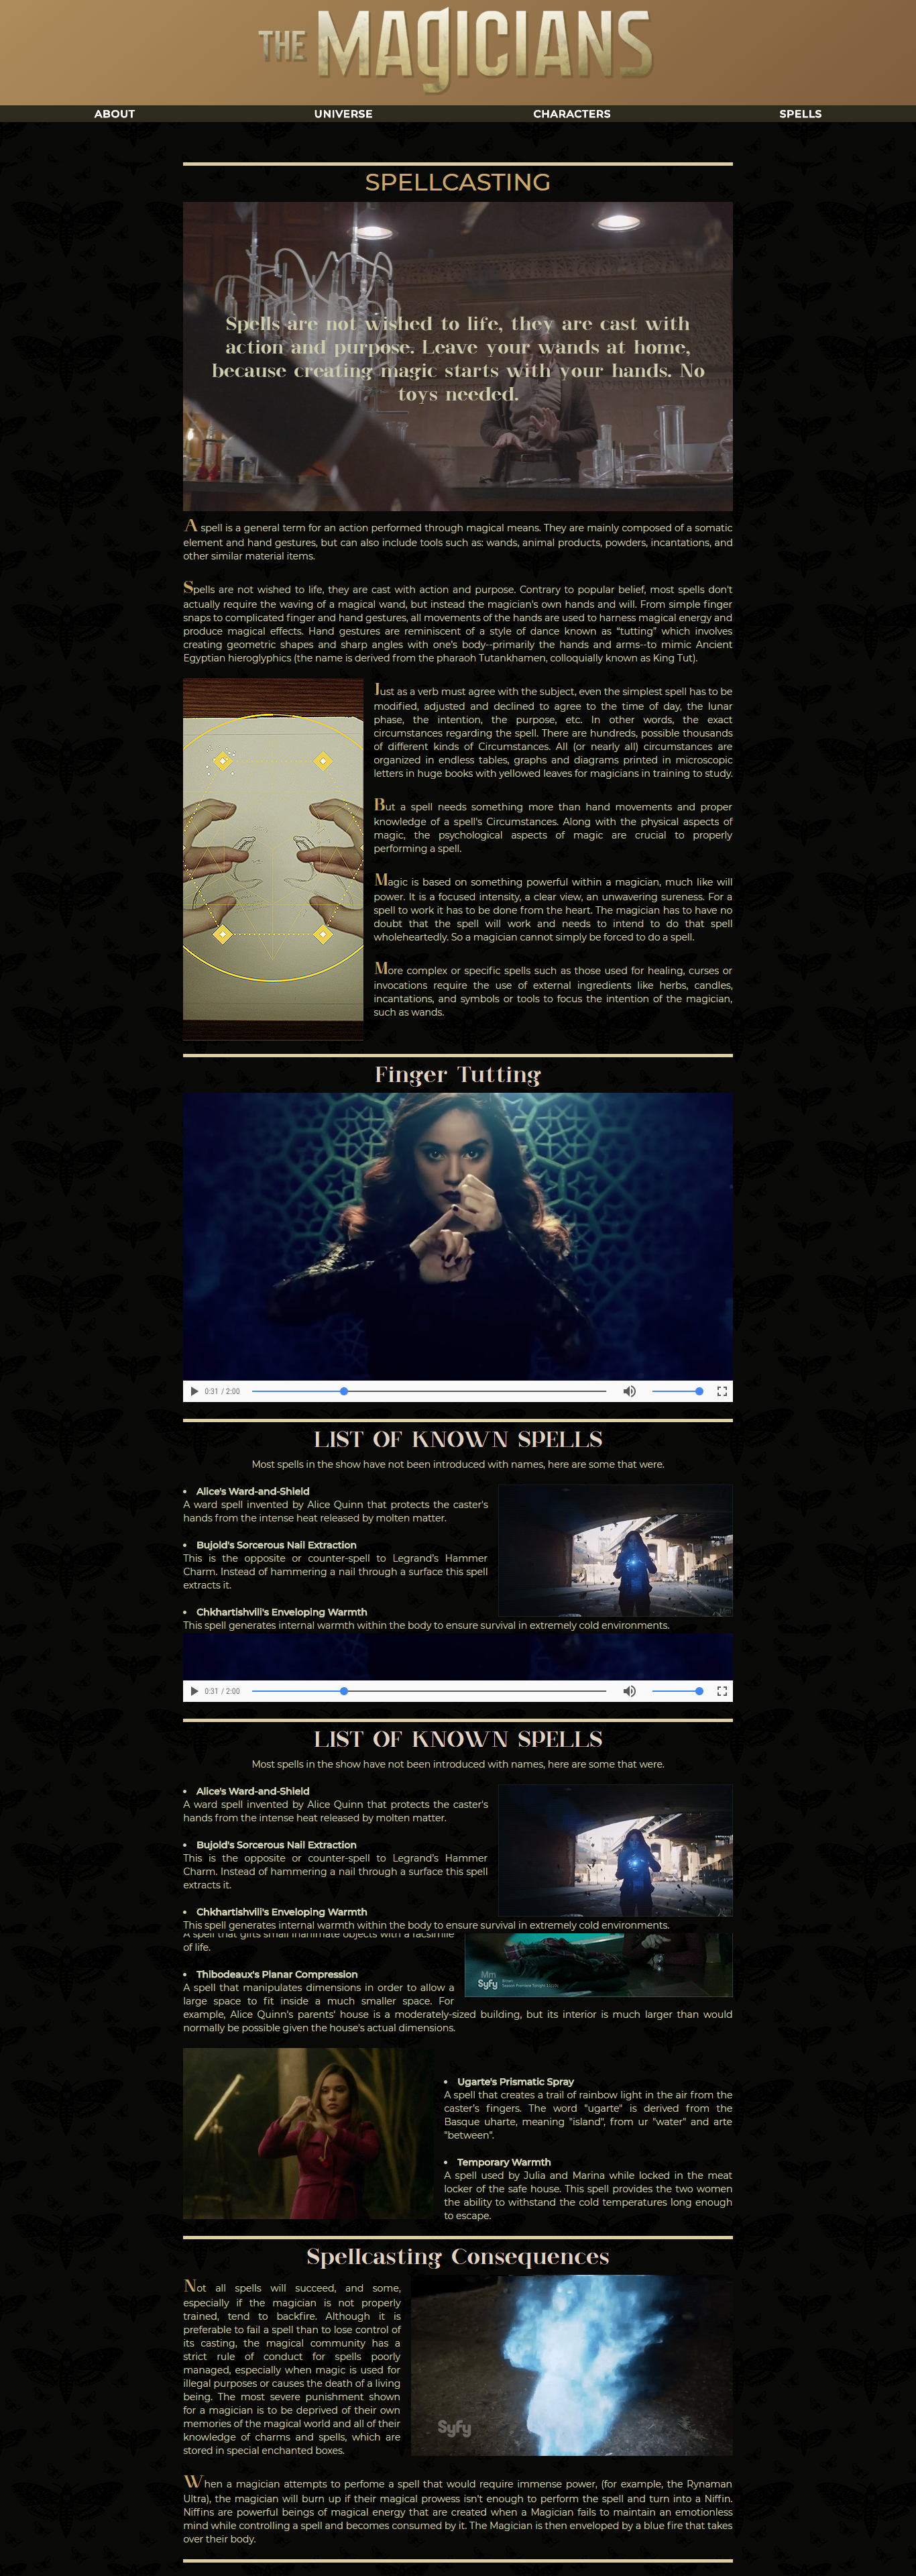 THE MAGICIANS
ABOUT UNIVERSE CHARACTERS SPELLS
SPELLCASTING
Spells are not wished to life, they are cast with
action and purpose. Leave your wands at home,
because creating magic starts with your hands. No
toys needed.
A spell is a general term for an action performed through magical means. They are mainly composed of a somatic
element and hand gestures, but can also include tools such as: wands, animal products, powders, incantations, and
other similar material items.
Spells are not wished to life, they are cast with action and purpose. Contrary to popular belief, most spells don't
actually require the waving of a magical wand, but instead the magician's own hands and will. From simple finger
snaps to complicated finger and hand gestures, all movements of the hands are used to harness magical energy and
produce magical effects. Hand gestures are reminiscent of a style of dance known as “tutting” which involves
creating geometric shapes and sharp angles with one’s body--primarily the hands and arms--to mimic Ancient
Egyptian hieroglyphics (the name is derived from the pharaoh Tutankhamen, colloquially known as King Tut).
Just as a verb must agree with the subject, even the simplest spell has to be
modified, adjusted and declined to agree to the time of day, the lunar
phase, the intention, the purpose, etc. In other words, the exact
circumstances regarding the spell. There are hundreds, possible thousands
of different kinds of Circumstances. All (or nearly all) circumstances are
organized in endless tables, graphs and diagrams printed in microscopic
letters in huge books with yellowed leaves for magicians in training to study.
But a spell needs something more than hand movements and proper
knowledge of a spell’s Circumstances. Along with the physical aspects of
magic, the psychological aspects of magic are crucial to properly
performing a spell.
Magic is based on something powerful within a magician, much like will
power. It is a focused intensity, a clear view, an unwavering sureness. For a
spell to work it has to be done from the heart. The magician has to have no
doubt that the spell will work and needs to intend to do that spell
wholeheartedly. So a magician cannot simply be forced to do a spell.
More complex or specific spells such as those used for healing, curses or
invocations require the use of external ingredients like herbs, candles,
incantations, and symbols or tools to focus the intention of the magician,
such as wands.
Finger Tutting
0:31 / 2:00
LIST OF KNOWN SPELLS
Most spells in the show have not been introduced with names, here are some that were.
• Alice's Ward-and-Shield
A ward spell invented by Alice Quinn that protects the caster's
hands from the intense heat released by molten matter.
• Bujold's Sorcerous Nail Extraction
This is the opposite or counter-spell to Legrand’s Hammer
Charm. Instead of hammering a nail through a surface this spell
extracts it.
• Chkhartishvili's Enveloping Warmth
This spell generates internal warmth within the body to ensure survival in extremely cold environments.
0:31 / 2:00
LIST OF KNOWN SPELLS
Most spells in the show have not been introduced with names, here are some that were.
• Alice's Ward-and-Shield
A ward spell invented by Alice Quinn that protects the caster's
hands from the intense heat released by molten matter.
• Bujold's Sorcerous Nail Extraction
This is the opposite or counter-spell to Legrand’s Hammer
Charm. Instead of hammering a nail through a surface this spell
extracts it.
• Chkhartishvili's Enveloping Warmth
This spell generates internal warmth within the body to ensure survival in extremely cold environments.
A spell that gifts small inanimate objects with a facsimile
of life.
Syfy
• Thibodeaux's Planar Compression
A spell that manipulates dimensions in order to allow a
large space to fit inside a much smaller space. For
example, Alice Quinn's parents' house is a moderately-sized building, but its interior is much larger than would
normally be possible given the house's actual dimensions.
• Ugarte's Prismatic Spray
A spell that creates a trail of rainbow light in the air from the
caster’s fingers. The word "ugarte" is derived from the
Basque uharte, meaning "island", from ur "water" and arte
"between".
• Temporary Warmth
A spell used by Julia and Marina while locked in the meat
locker of the safe house. This spell provides the two women
the ability to withstand the cold temperatures long enough
to escape.
Spellcasting Consequences
Not all spells will succeed, and some,
especially if the magician is not properly
trained, tend to backfire. Although it is
preferable to fail a spell than to lose control of
its casting, the magical community has a
strict rule of conduct for spells poorly
managed, especially when magic is used for
illegal purposes or causes the death of a living
being. The most severe punishment shown
for a magician is to be deprived of their own
memories of the magical world and all of their
knowledge of charms and spells, which are
stored in special enchanted boxes.
Syfy
When a magician attempts to perfome a spell that would require immense power, (for example, the Rynaman
Ultra), the magician will burn up if their magical prowess isn't enough to perform the spell and turn into a Niffin.
Niffins are powerful beings of magical energy that are created when a Magician fails to maintain an emotionless
mind while controlling a spell and becomes consumed by it. The Magician is then enveloped by a blue fire that takes
over their body.